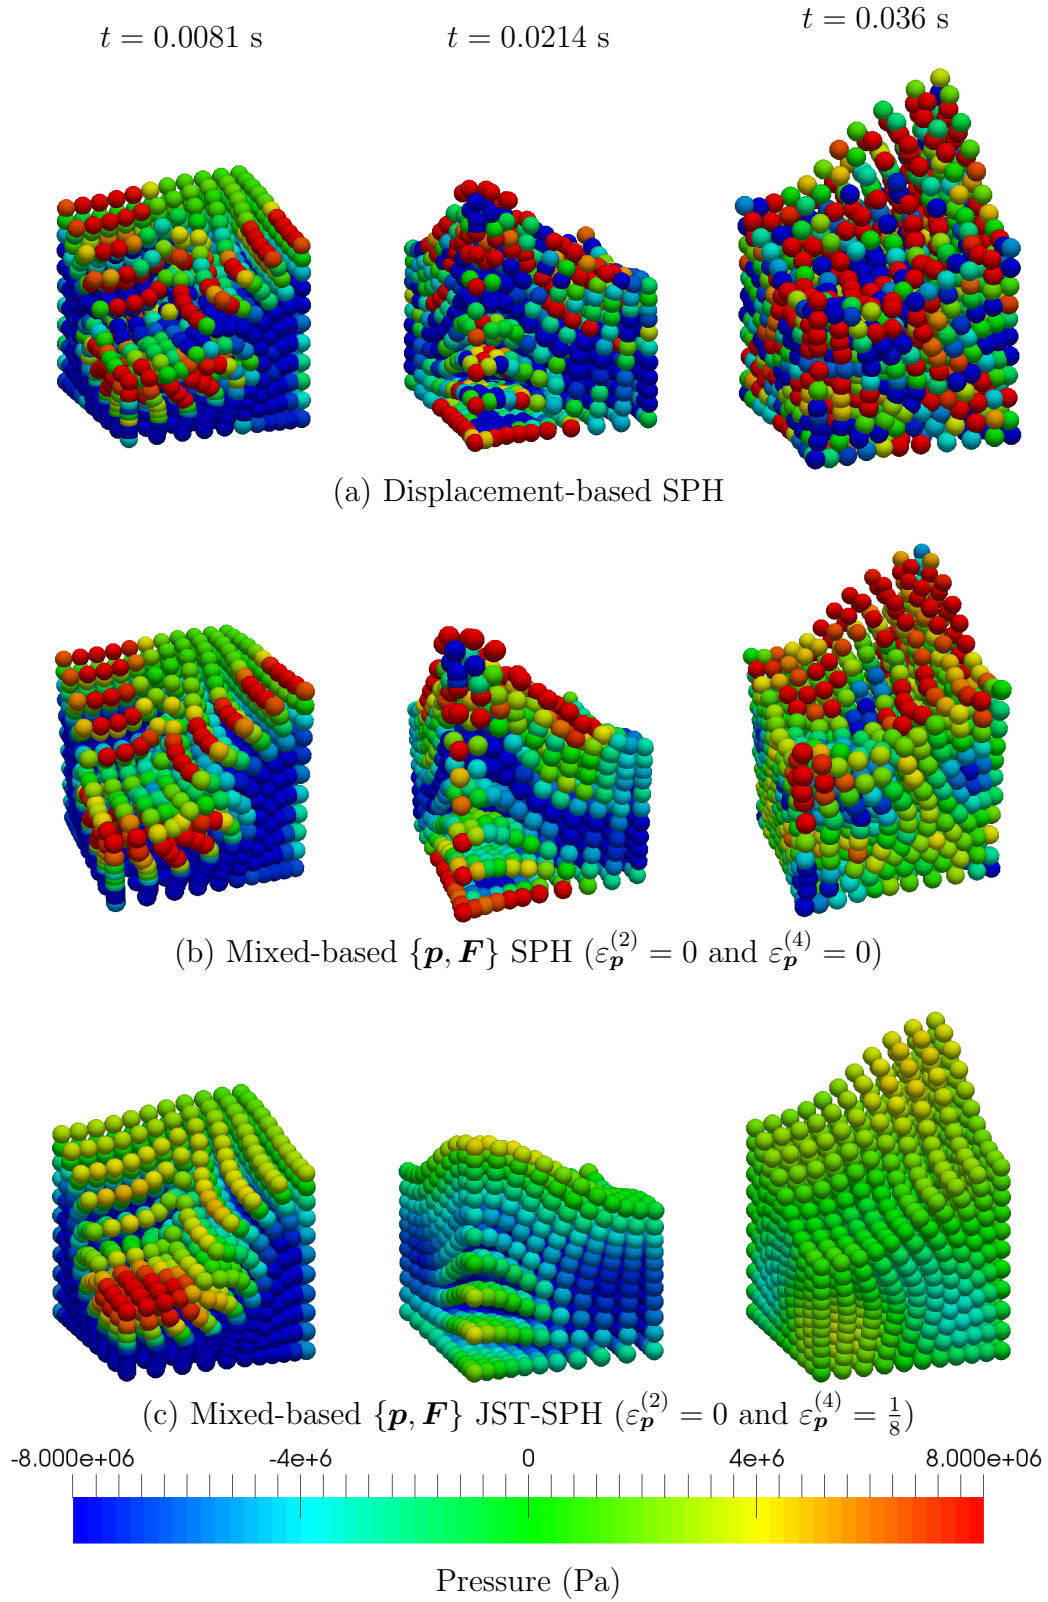 t = 0.0081 s
t = 0.0214 s
t = 0.036 s
(a) Displacement-based SPH
(b) Mixed-based {p, F} SPH (ε_p^(2) = 0 and ε_p^(4) = 0)
(c) Mixed-based {p, F} JST-SPH (ε_p^(2) = 0 and ε_p^(4) = 1/8)
-8.000e+06 -4e+6 0 4e+6 8.000e+06
Pressure (Pa)